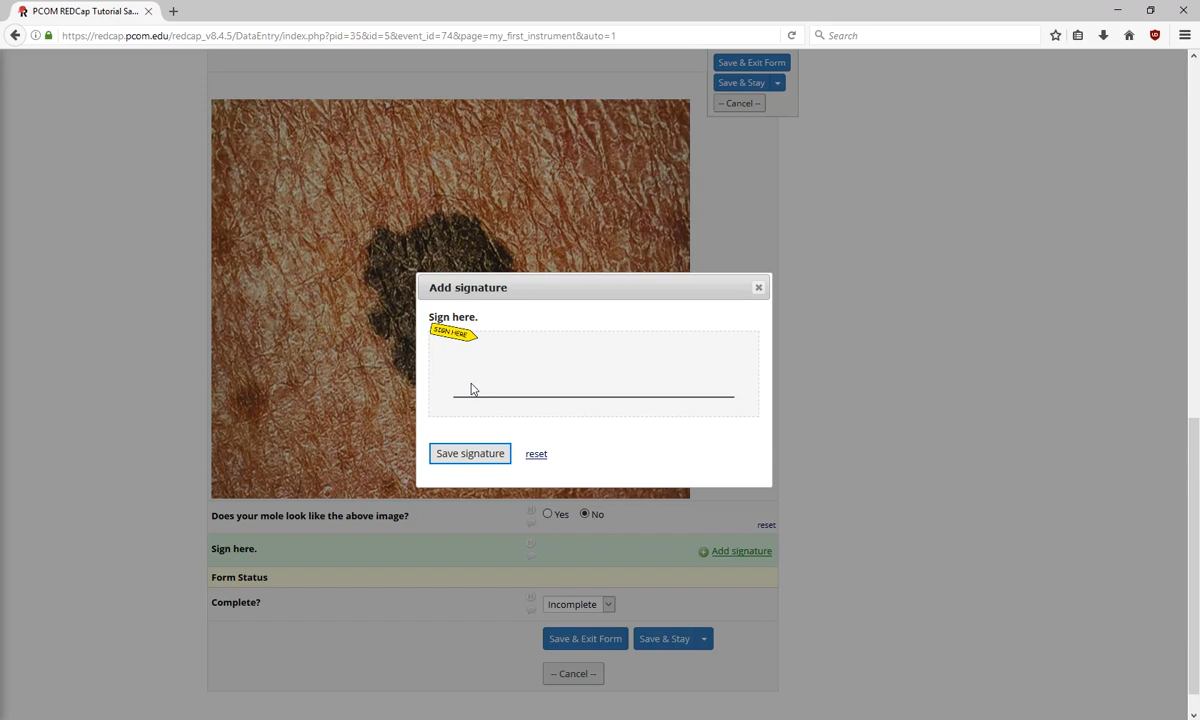 PCOM REDCap Tutorial Sa...
https://redcap.pcom.edu/redcap_v8.4.5/DataEntry/index.php?pid=35&id=5&event_id=74&page=my_first_instrument&auto=1
Search
Save & Exit Form
Save & Stay
-- Cancel --
Add signature
Sign here.
SIGN HERE
Save signature
reset
Does your mole look like the above image?
Yes
No
reset
Sign here.
Add signature
Form Status
Complete?
Incomplete
Save & Exit Form
Save & Stay
-- Cancel --